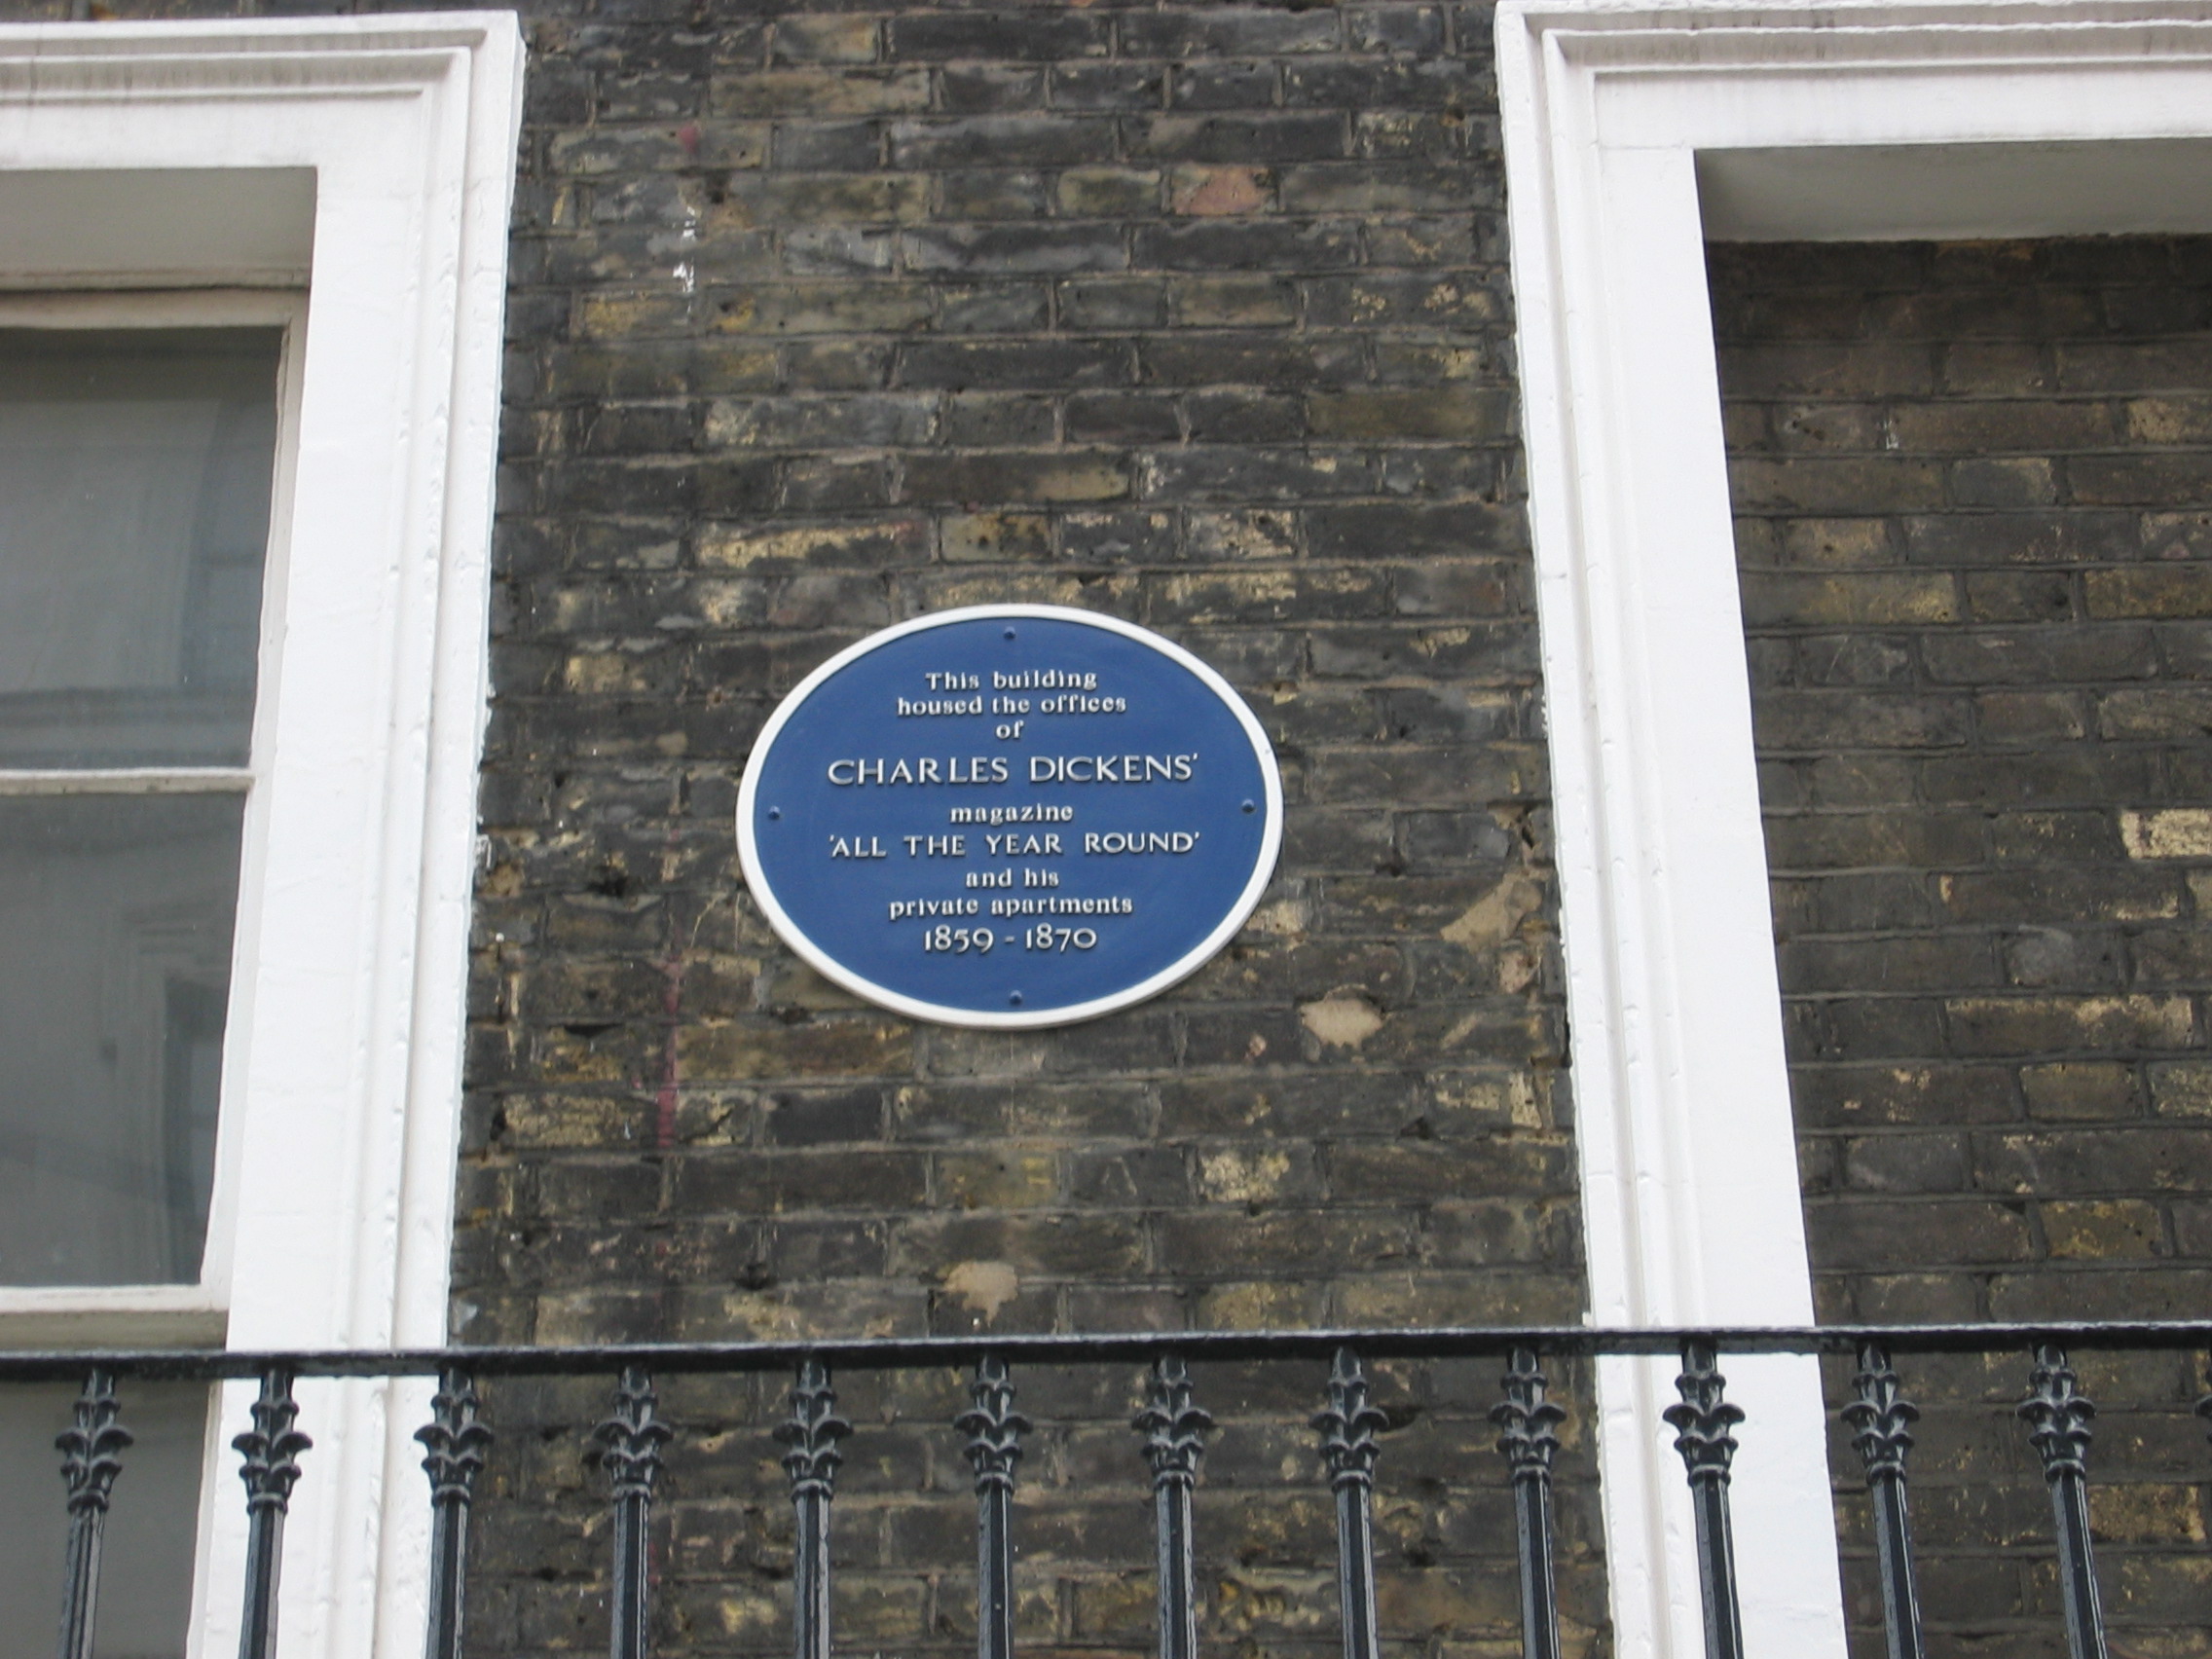 This building
housed the offices
of
CHARLES DICKENS'
magazine
'ALL THE YEAR ROUND'
and his
private apartments
1859 - 1870